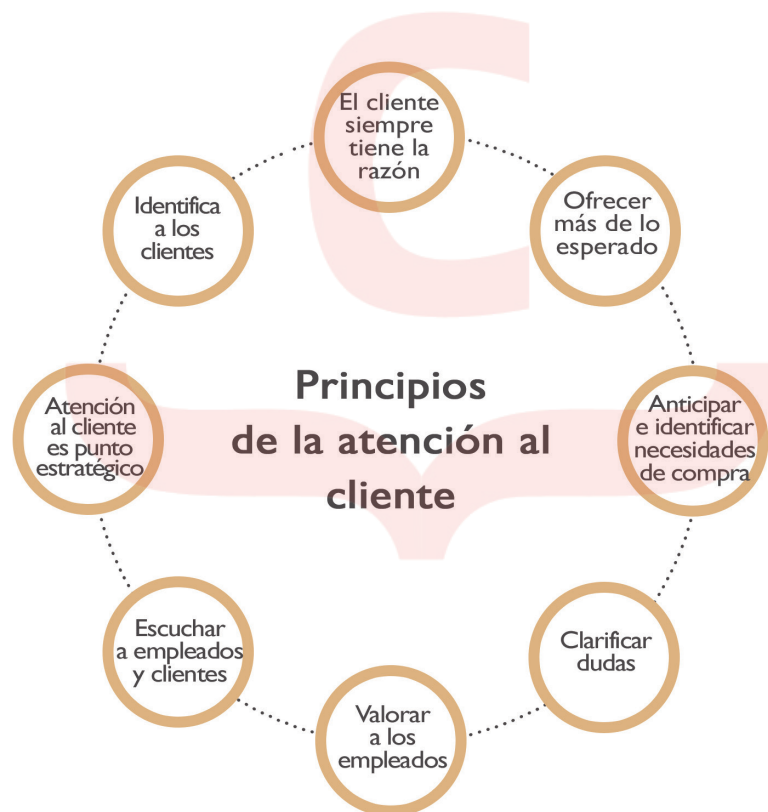 El cliente
siempre
tiene la
razón
Ofrecer
más de lo
esperado
Anticipar
e identificar
necesidades
de compra
Clarificar
dudas
Valorar
a los
empleados
Escuchar
a empleados
y clientes
Atención
al cliente
es punto
estratégico
Identifica
a los
clientes
Principios
de la atención al
cliente